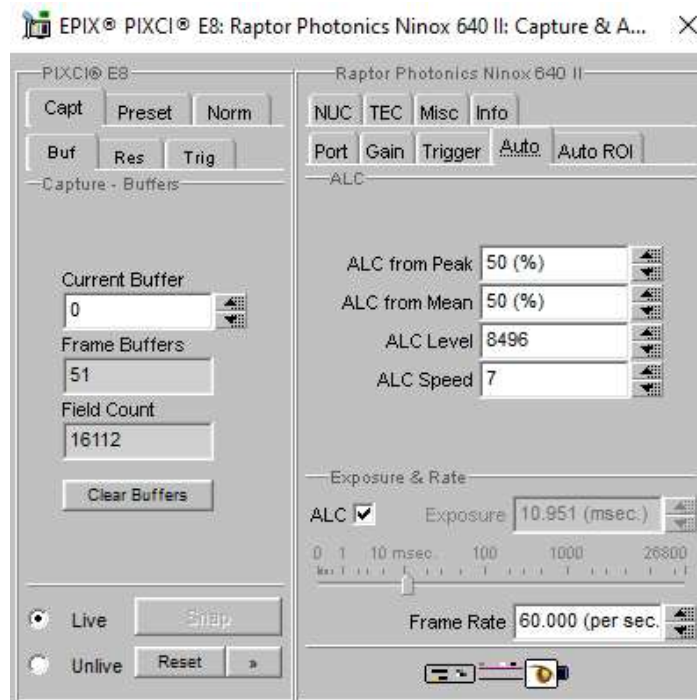 EPIX® PIXCI® E8: Raptor Photonics Ninox 640 II: Capture & A...
PIXCI® E8
Capt Preset Norm
Buf Res Trig
Capture - Buffers
Current Buffer
0
Frame Buffers
51
Field Count
16112
Clear Buffers
Live Snap
Unlive Reset »
Raptor Photonics Ninox 640 II
NUC TEC Misc Info
Port Gain Trigger Auto Auto ROI
ALC
ALC from Peak 50 (%)
ALC from Mean 50 (%)
ALC Level 8496
ALC Speed 7
Exposure & Rate
ALC Exposure 10.951 (msec.)
0 1 10 msec. 100 1000 26800
Frame Rate 60.000 (per sec.